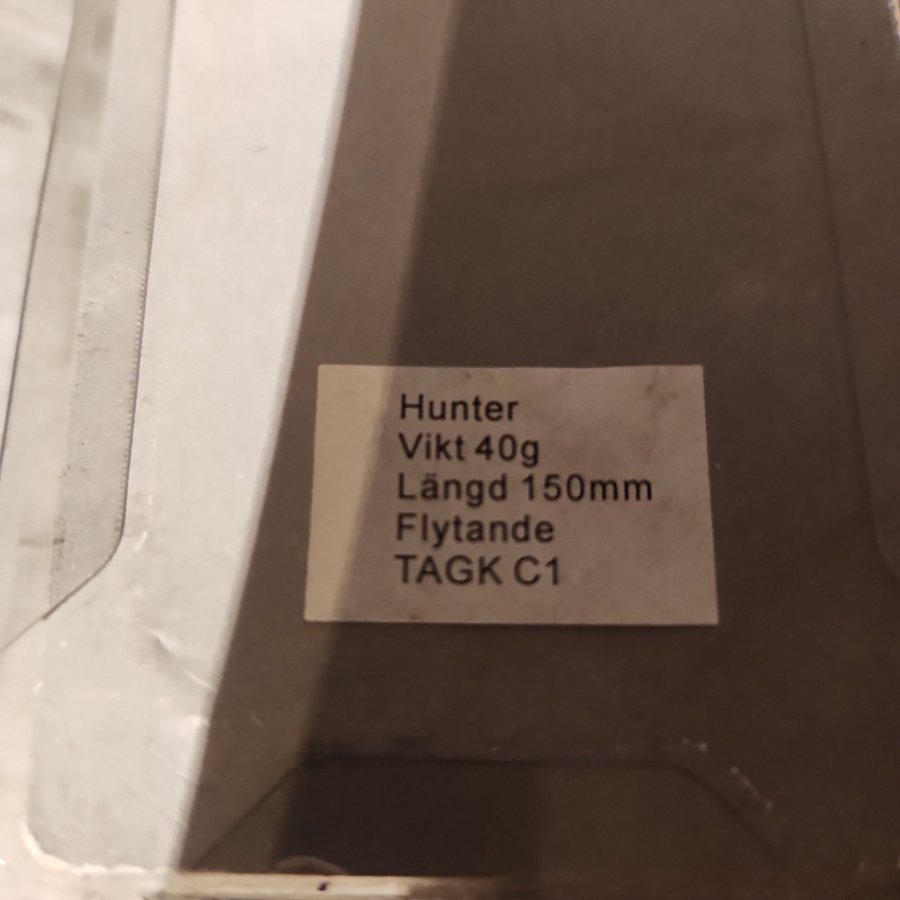 Hunter
Vikt 40g
Längd 150mm
Flytande
TAGK C1